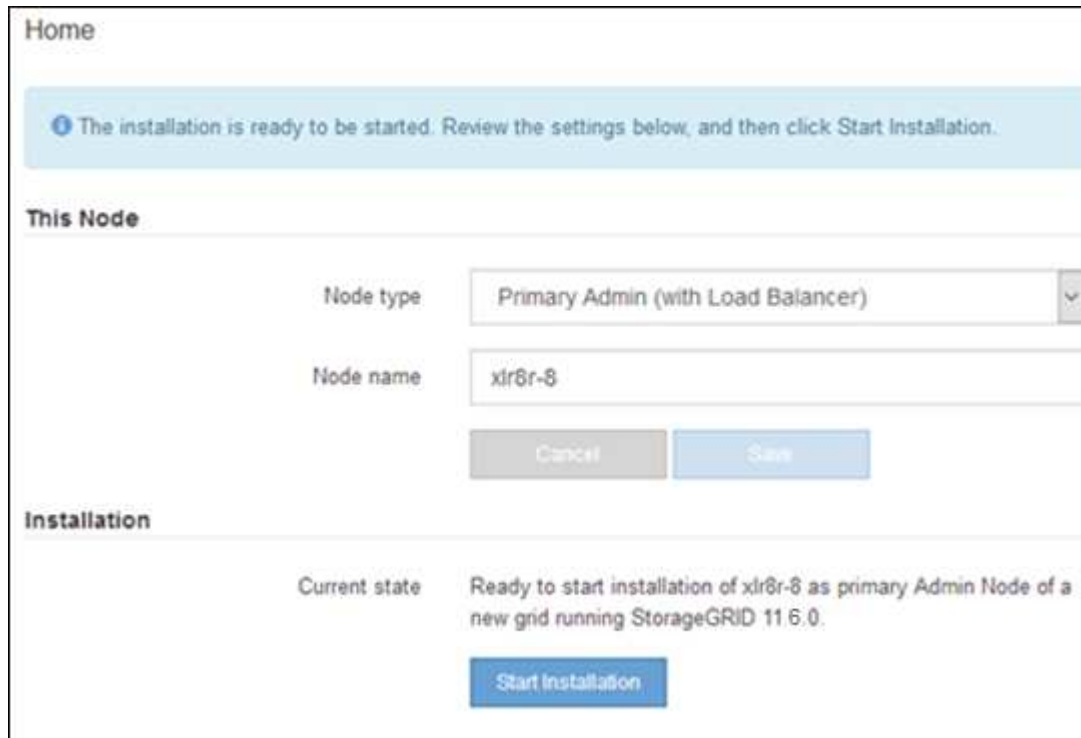 Home
The installation is ready to be started. Review the settings below, and then click Start Installation.
This Node
Node type
Primary Admin (with Load Balancer)
Node name
xlr8r-8
Cancel
Save
Installation
Current state
Ready to start installation of xlr8r-8 as primary Admin Node of a
new grid running StorageGRID 11.6.0.
Start Installation